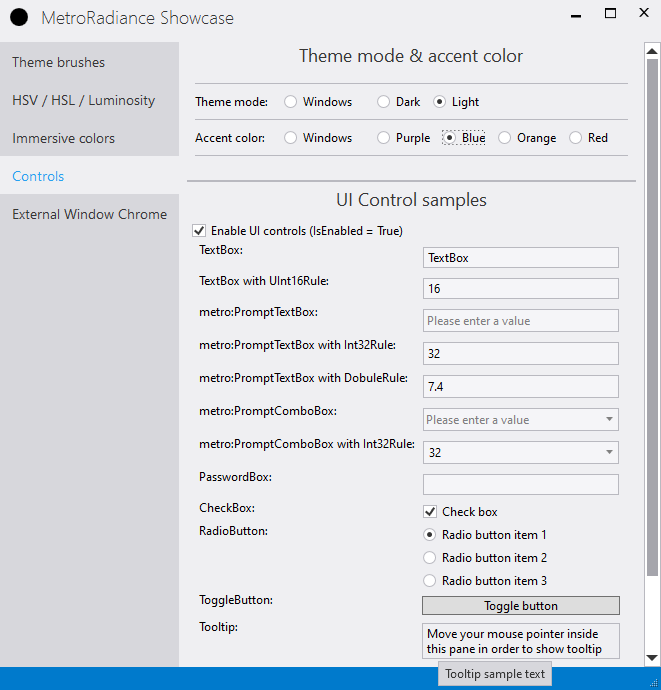 MetroRadiance Showcase
Theme brushes
HSV / HSL / Luminosity
Immersive colors
Controls
External Window Chrome
Theme mode & accent color
Theme mode: Windows Dark Light
Accent color: Windows Purple Blue Orange Red
UI Control samples
Enable UI controls (IsEnabled = True)
TextBox: TextBox
TextBox with UInt16Rule: 16
metro:PromptTextBox: Please enter a value
metro:PromptTextBox with Int32Rule: 32
metro:PromptTextBox with DobuleRule: 7.4
metro:PromptComboBox: Please enter a value
metro:PromptComboBox with Int32Rule: 32
PasswordBox:
CheckBox: Check box
RadioButton: Radio button item 1
Radio button item 2
Radio button item 3
ToggleButton: Toggle button
Tooltip: Move your mouse pointer inside
this pane in order to show tooltip
Tooltip sample text